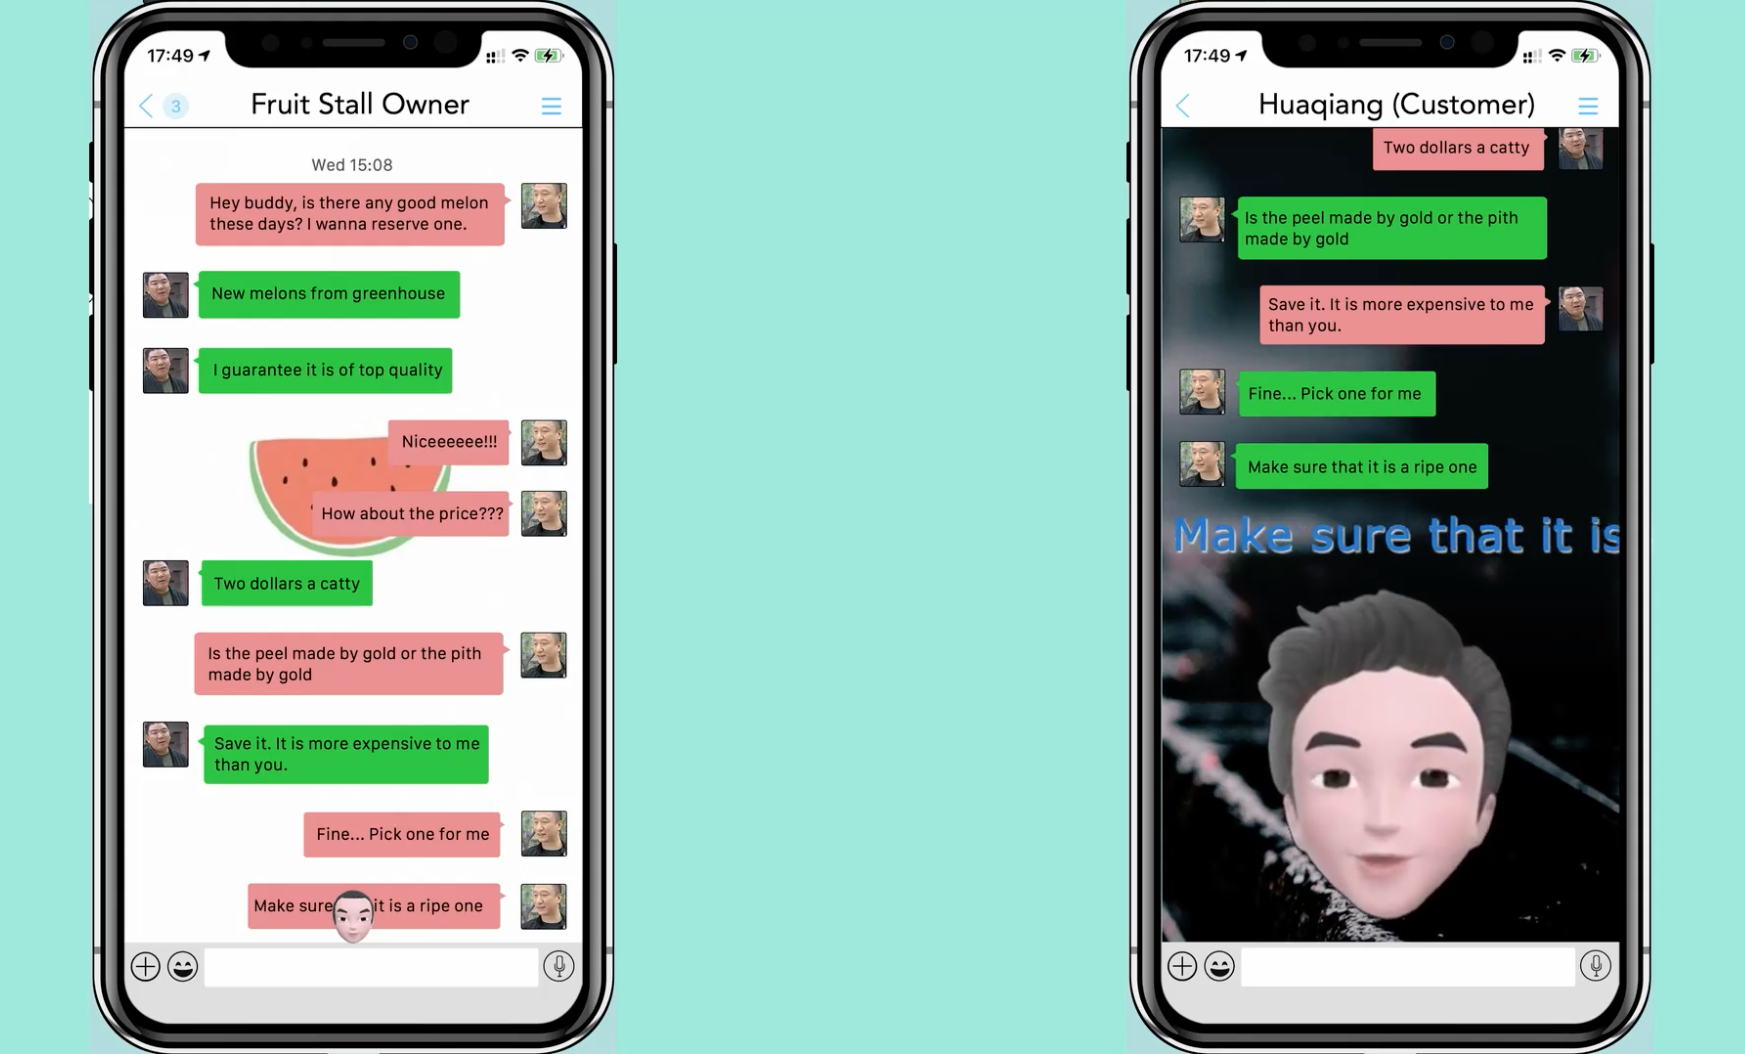 17:49
3
Fruit Stall Owner
Wed 15:08
Hey buddy, is there any good melon
these days? I wanna reserve one.
New melons from greenhouse
I guarantee it is of top quality
Niceeeeee!!!
How about the price???
Two dollars a catty
Is the peel made by gold or the pith
made by gold
Save it. It is more expensive to me
than you.
Fine... Pick one for me
Make sure it is a ripe one
17:49
Huaqiang (Customer)
Two dollars a catty
Is the peel made by gold or the pith
made by gold
Save it. It is more expensive to me
than you.
Fine... Pick one for me
Make sure that it is a ripe one
Make sure that it is